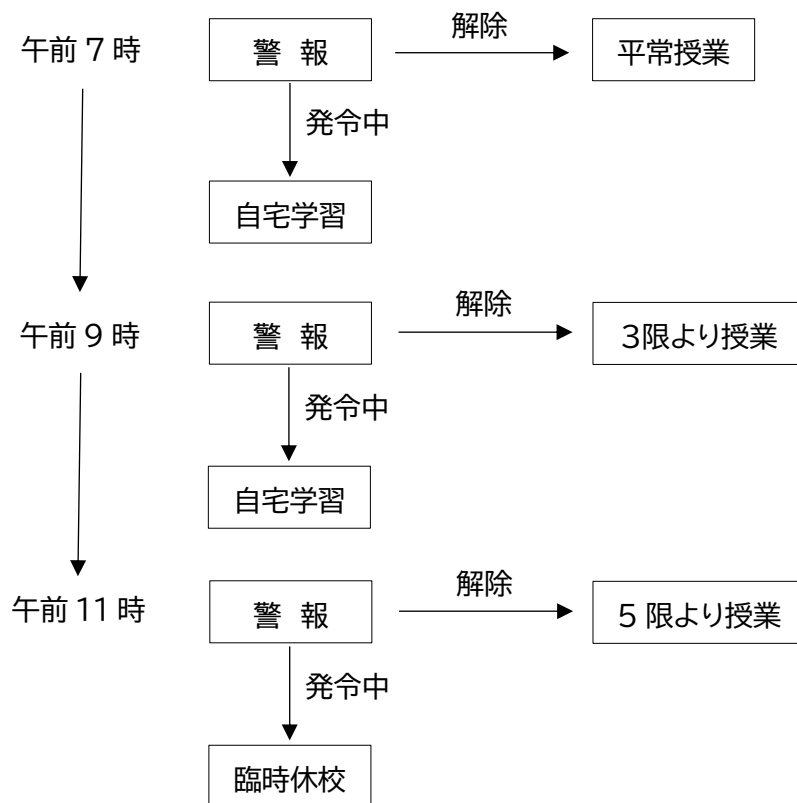 午前 7 時 警 報 解除 平常授業
発令中
自宅学習
午前 9 時 警 報 解除 3限より授業
発令中
自宅学習
午前 11 時 警 報 解除 5 限より授業
発令中
臨時休校